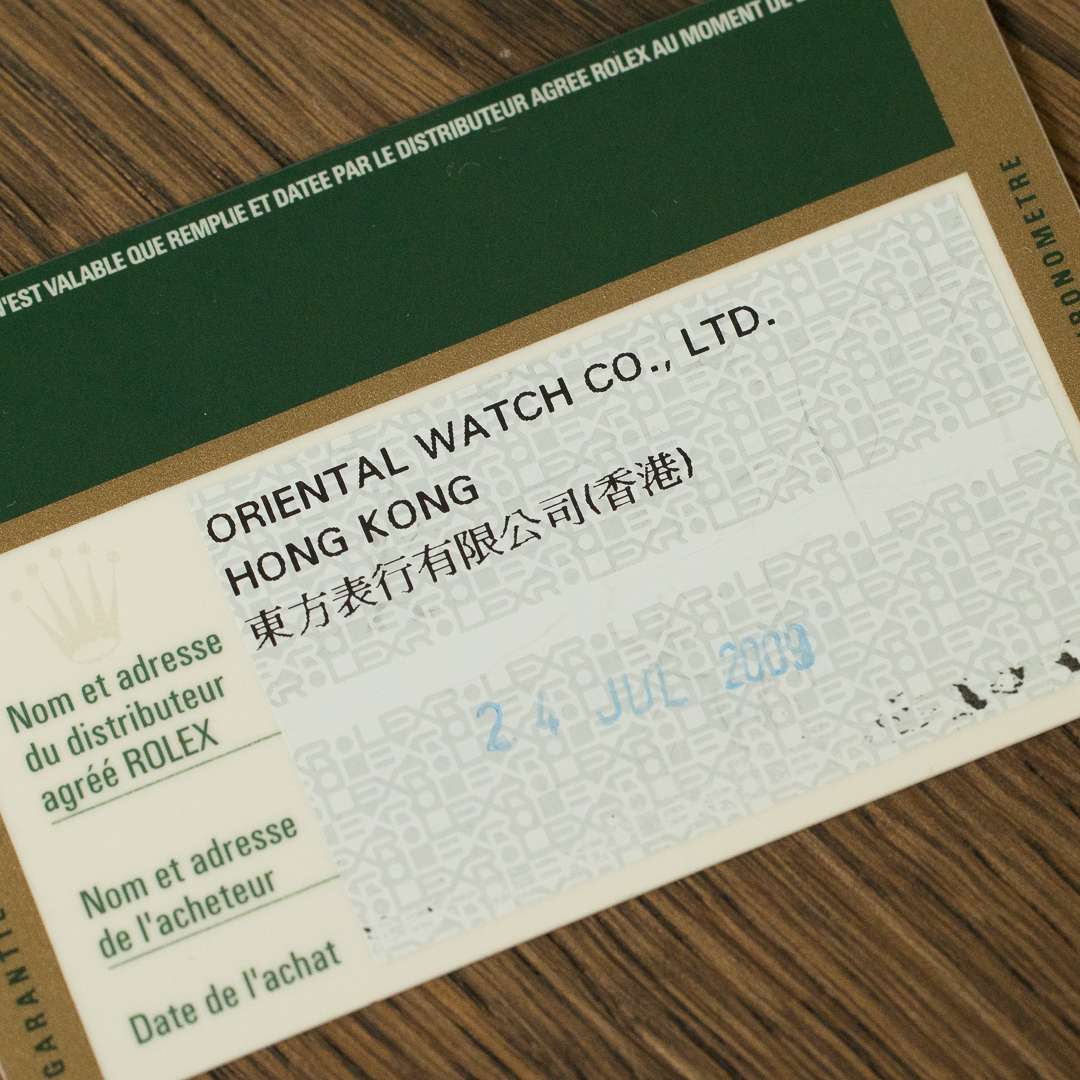 N'EST VALABLE QUE REMPLIE ET DATEE PAR LE DISTRIBUTEUR AGREE ROLEX AU MOMENT DE
ORIENTAL WATCH CO., LTD.
HONG KONG
東方表行有限公司(香港)
24 JUL 2009
Nom et adresse
du distributeur
agréé ROLEX
Nom et adresse
de l'acheteur
Date de l'achat
GARANTIE